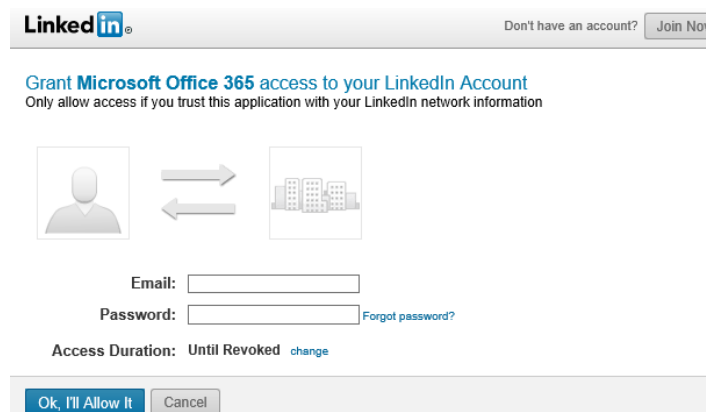 Linked in ®
Don't have an account?
Grant Microsoft Office 365 access to your LinkedIn Account
Only allow access if you trust this application with your LinkedIn network information
Email:
Password: Forgot password?
Access Duration: Until Revoked change
Ok, I'll Allow It Cancel